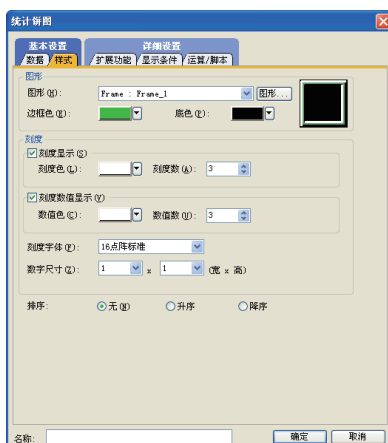 统计饼图
基本设置 详细设置
数据 样式 扩展功能 显示条件 运算/脚本
图形
图形(H): Frame : Frame_1 图形...
边框色(E): 底色(P):
刻度
刻度显示(S)
刻度色(L): 刻度数(A): 3
刻度数值显示(Y)
数值色(C): 数值数(U): 3
刻度字体(F): 16点阵标准
数字尺寸(Z): 1 x 1 (宽 x 高)
排序: 无(N) 升序 降序
名称: 确定 取消